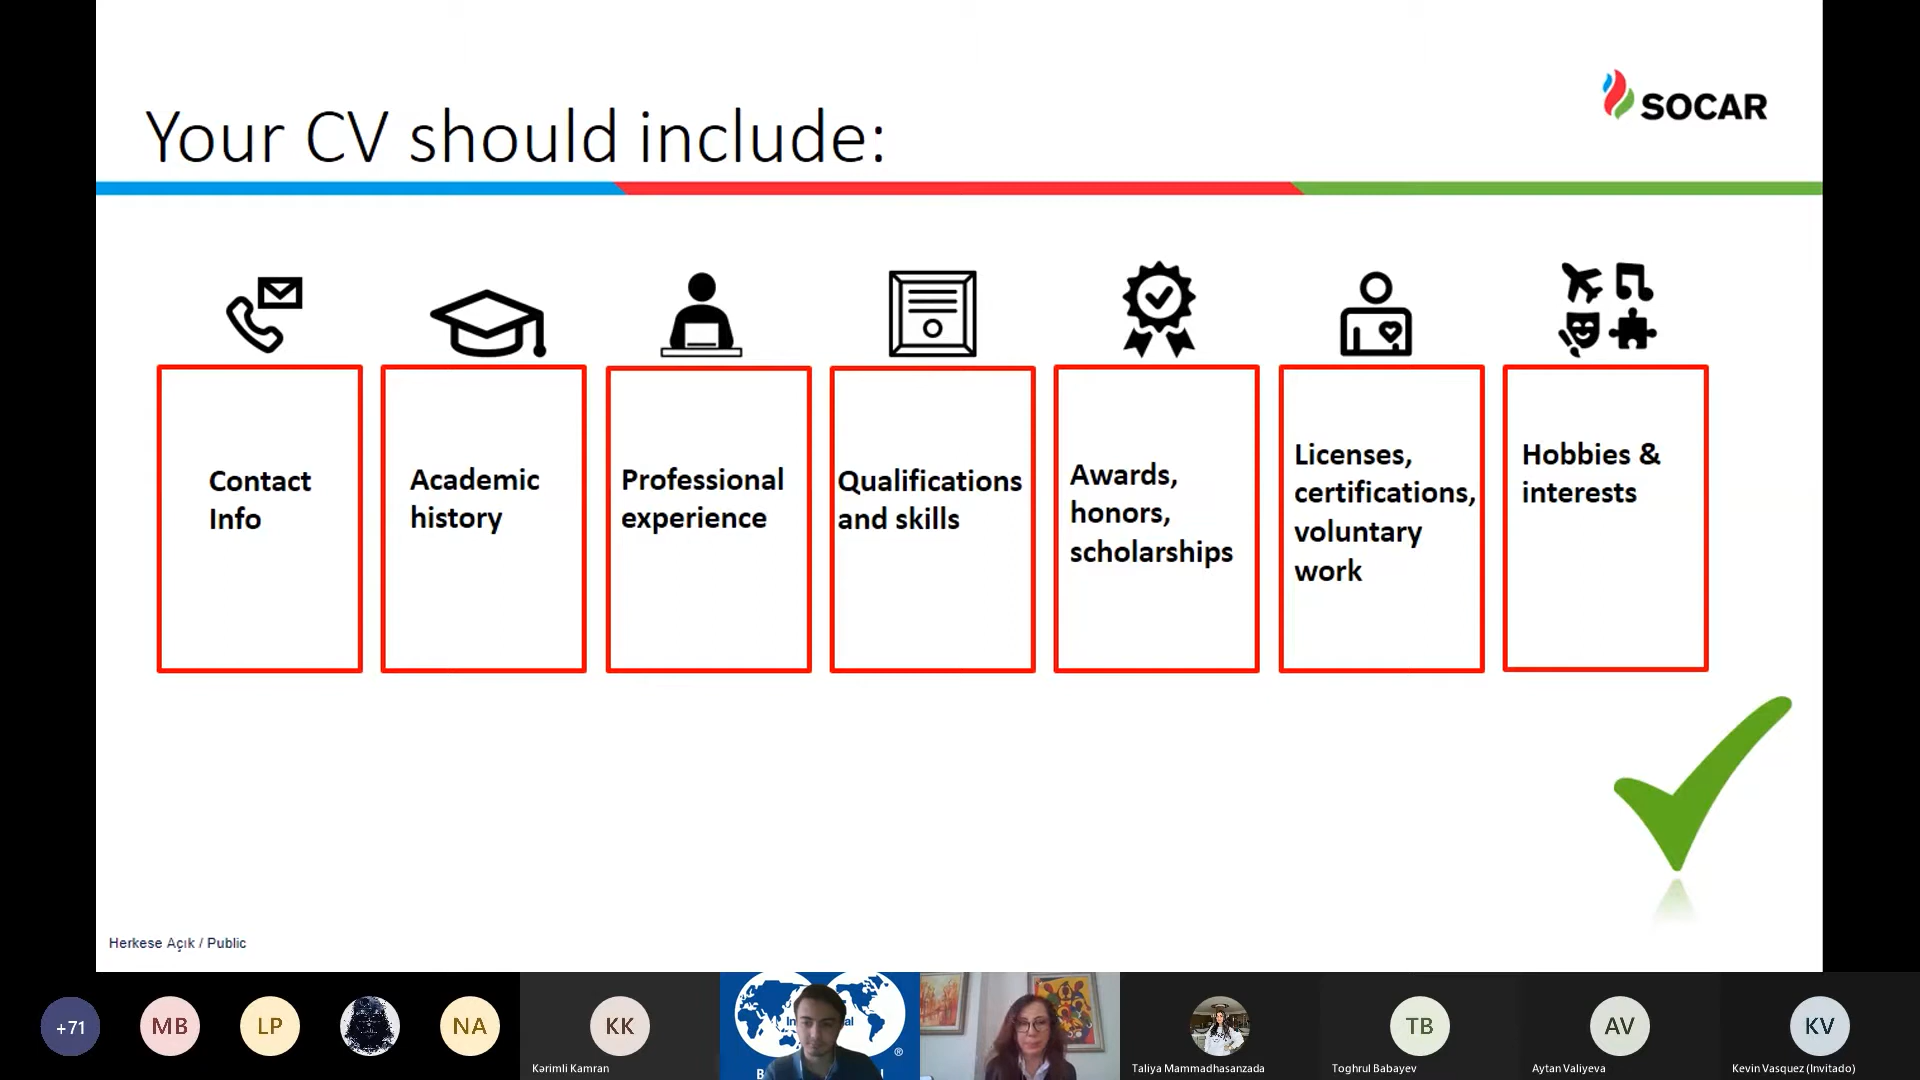 SOCAR
Your CV should include:
Contact
Info
Academic
history
Professional
experience
Qualifications
and skills
Awards,
honors,
scholarships
Licenses,
certifications,
voluntary
work
Hobbies &
interests
Herkese Açık / Public
+71
MB
LP
NA
KK
Kərimli Kamran
®
Taliya Mammadhasanzada
TB
Toghrul Babayev
AV
Aytan Valiyeva
KV
Kevin Vasquez (Invitado)